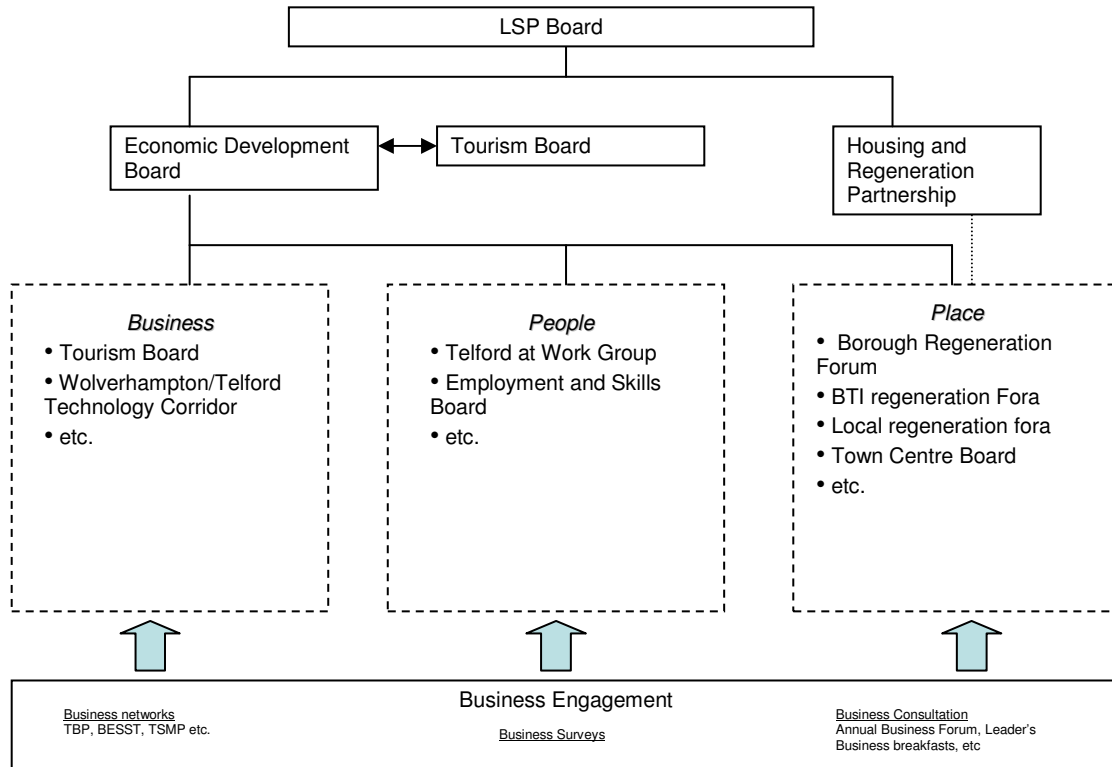 LSP Board
Economic Development
Board
Tourism Board
Housing and
Regeneration
Partnership
Business
• Tourism Board
• Wolverhampton/Telford
Technology Corridor
• etc.
People
• Telford at Work Group
• Employment and Skills
Board
• etc.
Place
• Borough Regeneration
Forum
• BTI regeneration Fora
• Local regeneration fora
• Town Centre Board
• etc.
Business Engagement
Business networks
TBP, BESST, TSMP etc.
Business Surveys
Business Consultation
Annual Business Forum, Leader's
Business breakfasts, etc